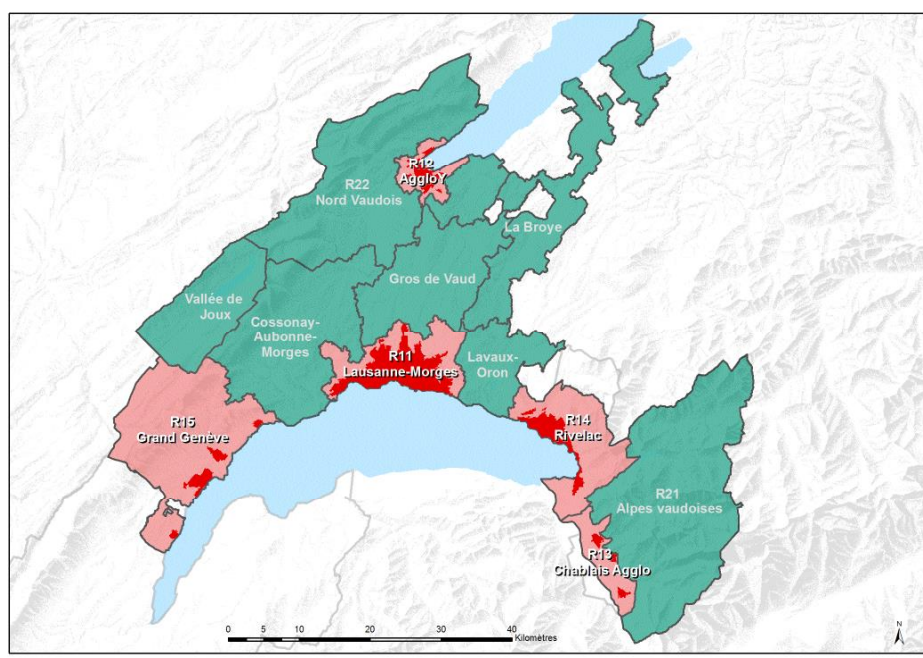 R12
AggloY
R22
Nord Vaudois
La Broye
Gros de Vaud
Vallée de
Joux
Cossonay-
Aubonne-
Morges
R11
Lausanne-Morges
Lavaux-
Oron
R15
Grand Genève
R14
Rivelac
R21
Alpes vaudoises
R13
Chablais Agglo
0 5 10 20 30 40
Kilomètres
N